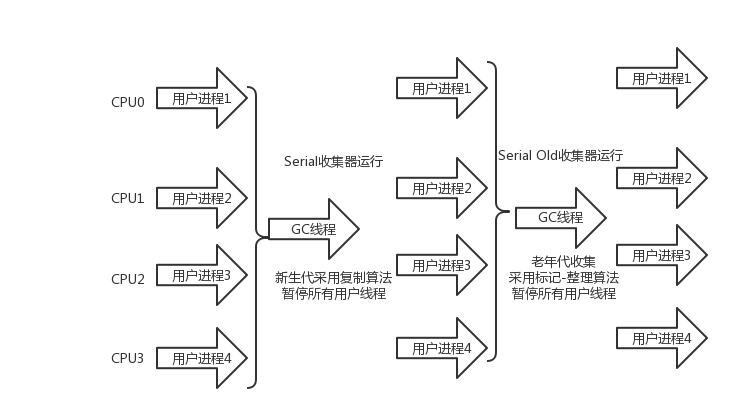 CPU0
用户进程1
CPU1
用户进程2
CPU2
用户进程3
CPU3
用户进程4
Serial收集器运行
GC线程
新生代采用复制算法
暂停所有用户线程
用户进程1
用户进程2
用户进程3
用户进程4
Serial Old收集器运行
GC线程
老年代收集
采用标记-整理算法
暂停所有用户线程
用户进程1
用户进程2
用户进程3
用户进程4